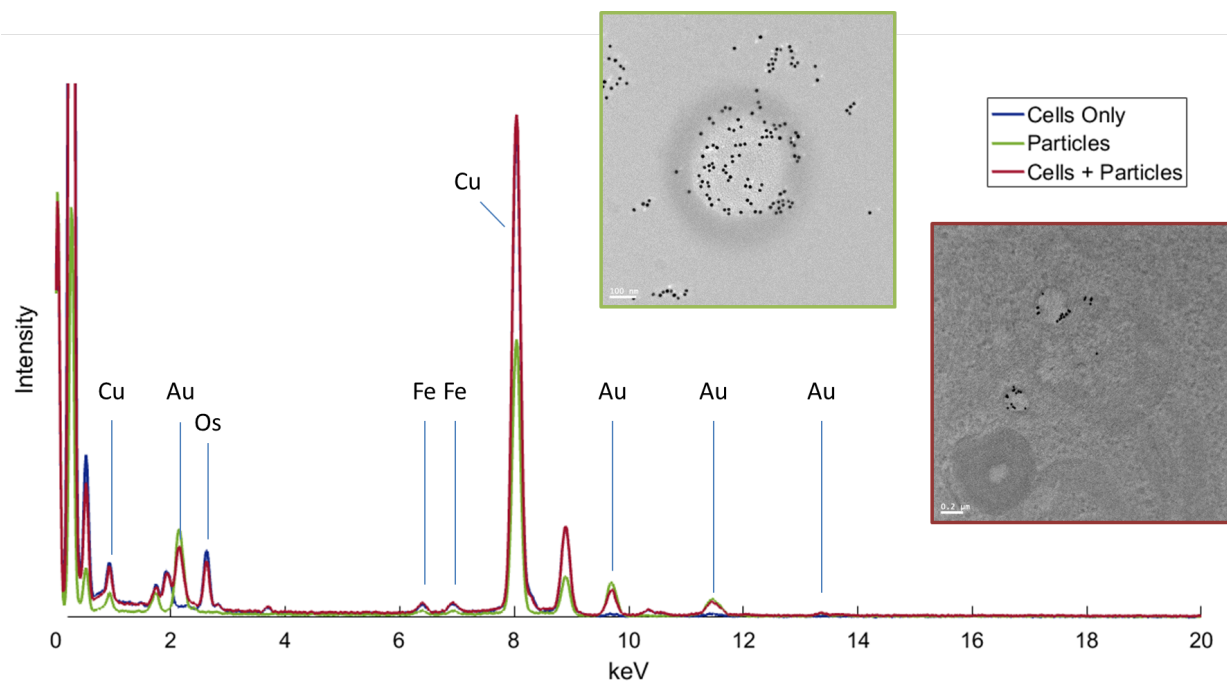 100 nm
Cells Only
Particles
Cells + Particles
Cu
0.2 µm
Intensity
Cu
Au
Os
Fe Fe
Au
Au
Au
0 2 4 6 8 10 12 14 16 18 20
keV